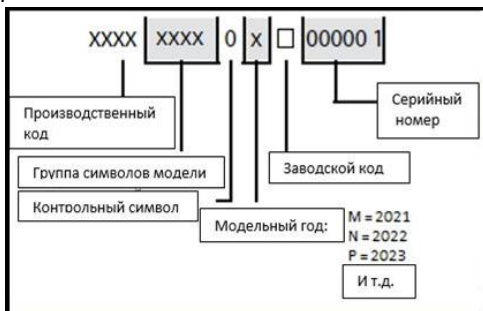 XXXX XXXX 0 x □ 00000 1
Производственный
код
Серийный
номер
Группа символов модели
Заводской код
Контрольный символ
Модельный год:
M = 2021
N = 2022
P = 2023
И т.д.